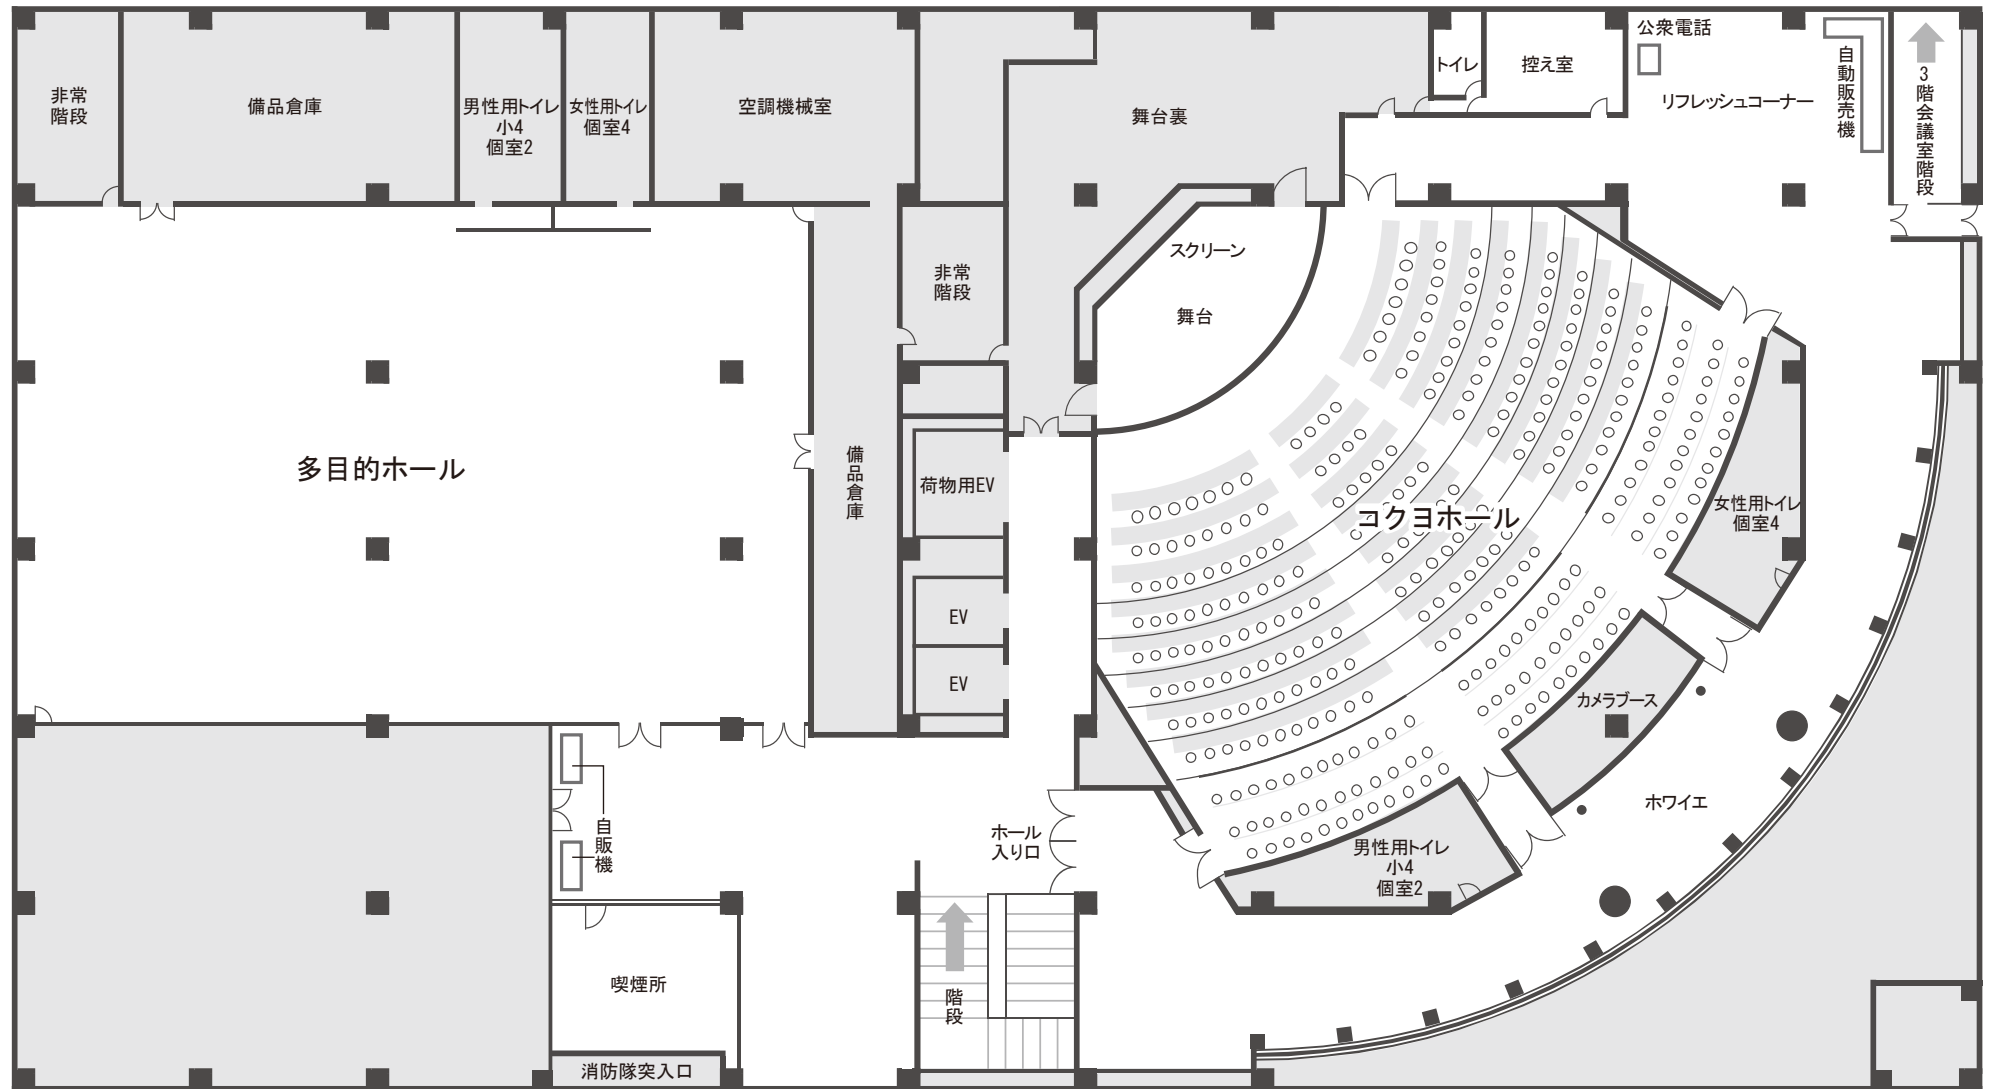 非常
階段
備品倉庫
男性用トイレ
小4
個室2
女性用トイレ
個室4
空調機械室
舞台裏
トイレ
控え室
公衆電話
リフレッシュコーナー
自動販売機
3階会議室階段
非常
階段
スクリーン
舞台
多目的ホール
備品倉庫
荷物用EV
EV
EV
コクヨホール
女性用トイレ
個室4
カメラブース
ホワイエ
男性用トイレ
小4
個室2
ホール
入り口
自販機
喫煙所
階段
消防隊突入口